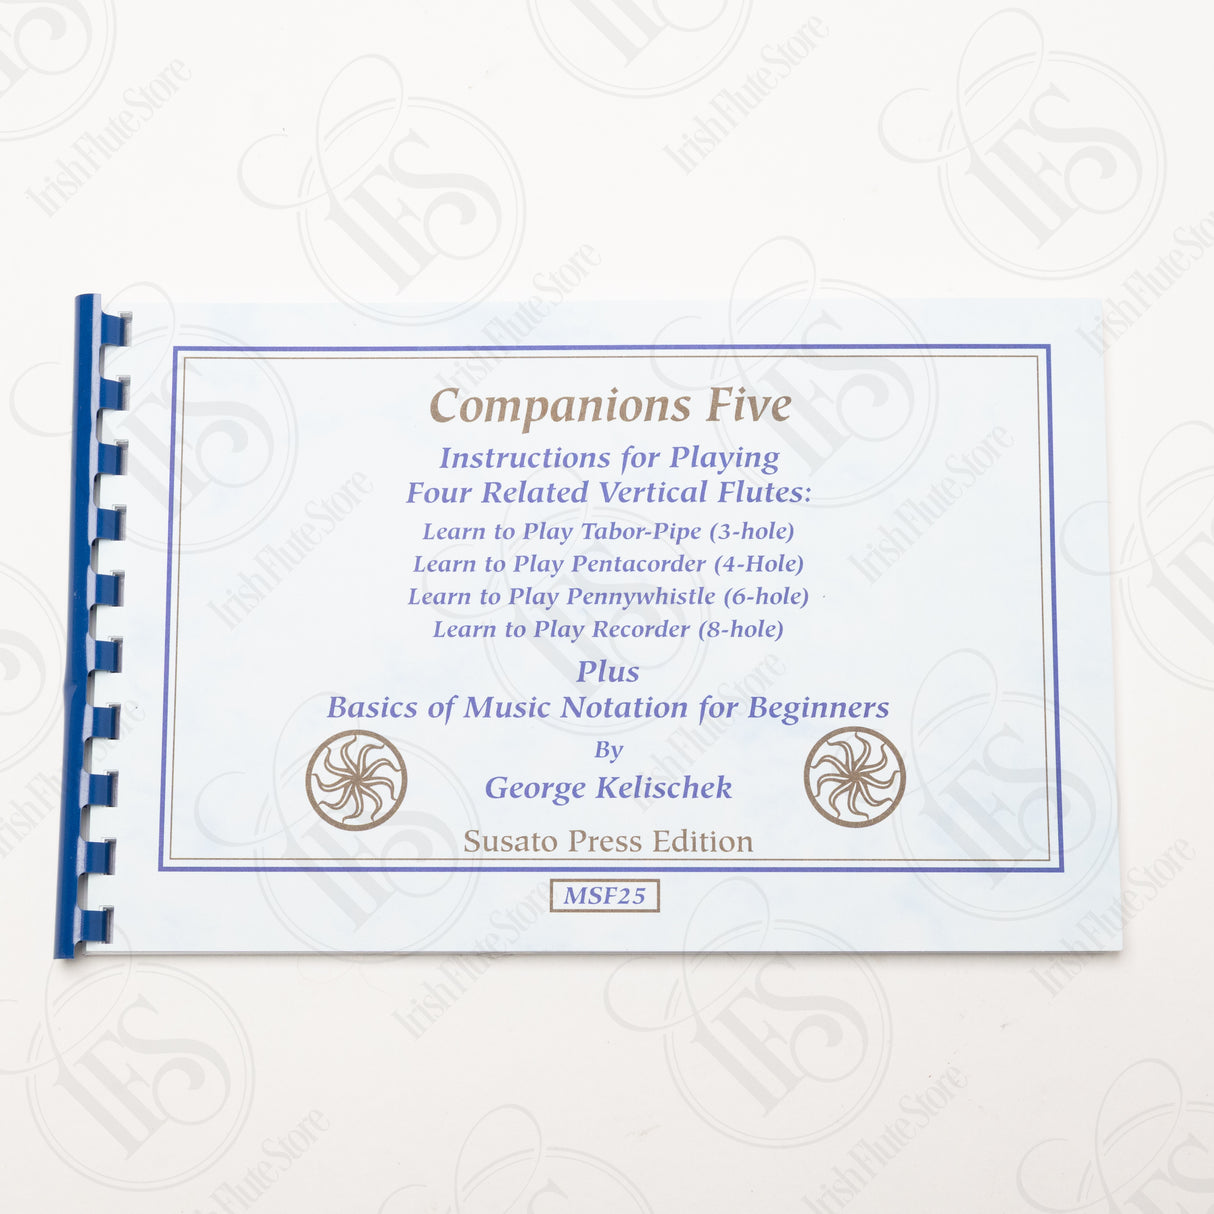 Companions Five
Instructions for Playing
Four Related Vertical Flutes:
Learn to Play Tabor-Pipe (3-hole)
Learn to Play Pentacorder (4-Hole)
Learn to Play Pennywhistle (6-hole)
Learn to Play Recorder (8-hole)
Plus
Basics of Music Notation for Beginners
By
George Kelischek
Susato Press Edition
MSF25
IFS
IrishFluteStore